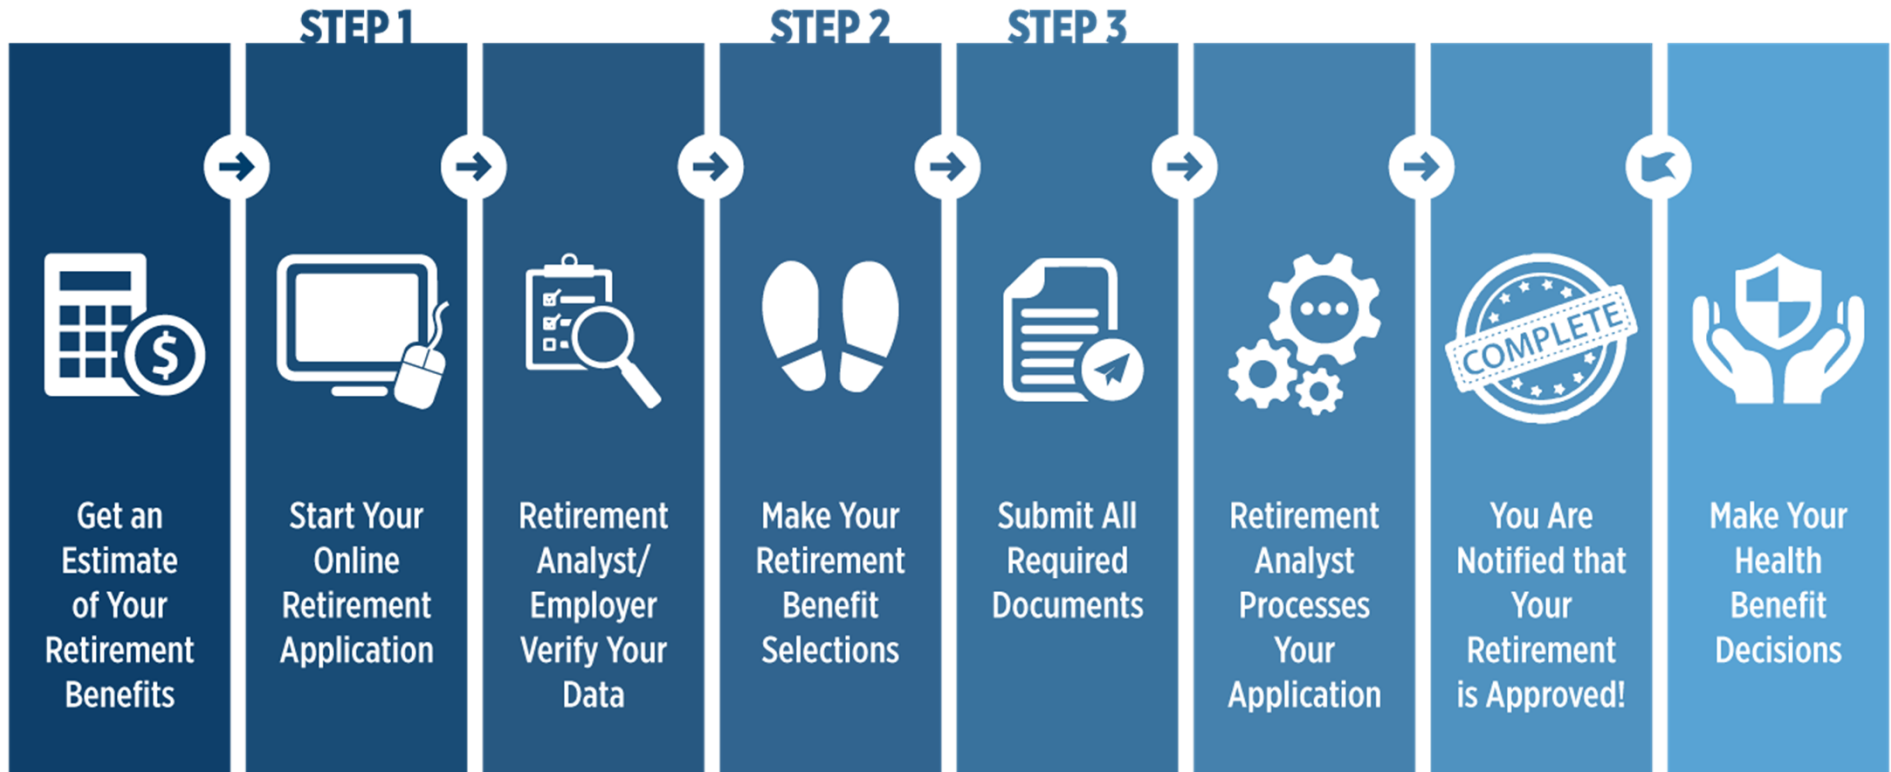 STEP 1
STEP 2
STEP 3
$
COMPLETE
Get an
Estimate
of Your
Retirement
Benefits
Start Your
Online
Retirement
Application
Retirement
Analyst/
Employer
Verify Your
Data
Make Your
Retirement
Benefit
Selections
Submit All
Required
Documents
Retirement
Analyst
Processes
Your
Application
You Are
Notified that
Your
Retirement
is Approved!
Make Your
Health
Benefit
Decisions